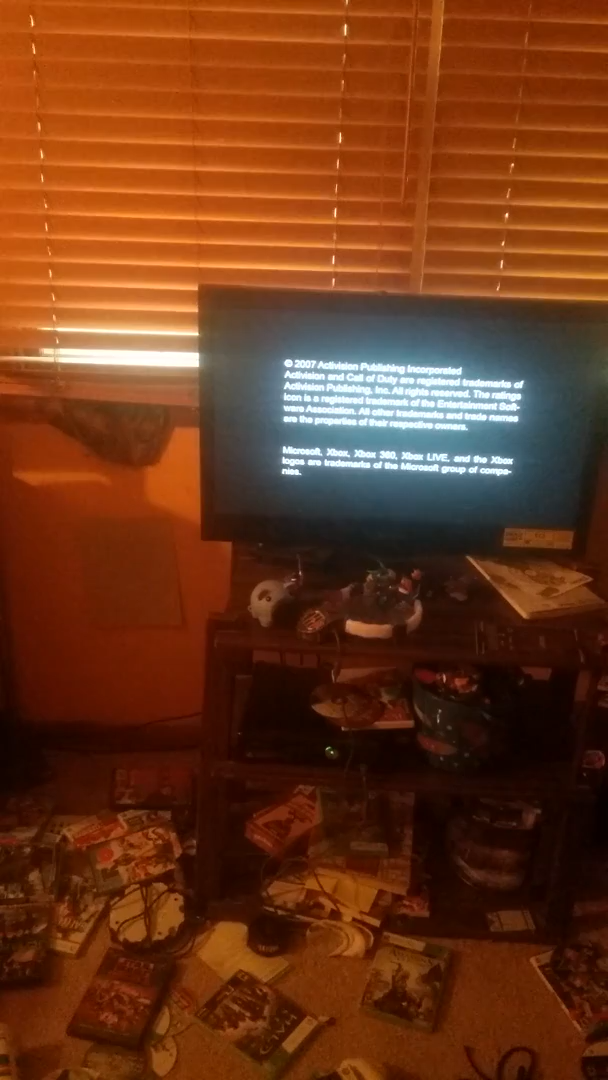 © 2007 Activision Publishing Incorporated
Activision and Call of Duty are registered trademarks of
Activision Publishing, Inc. All rights reserved. The ratings
icon is a registered trademark of the Entertainment Soft-
ware Association. All other trademarks and trade names
are the properties of their respective owners.
Microsoft, Xbox, Xbox 360, Xbox LIVE, and the Xbox
logos are trademarks of the Microsoft group of compa-
nies.